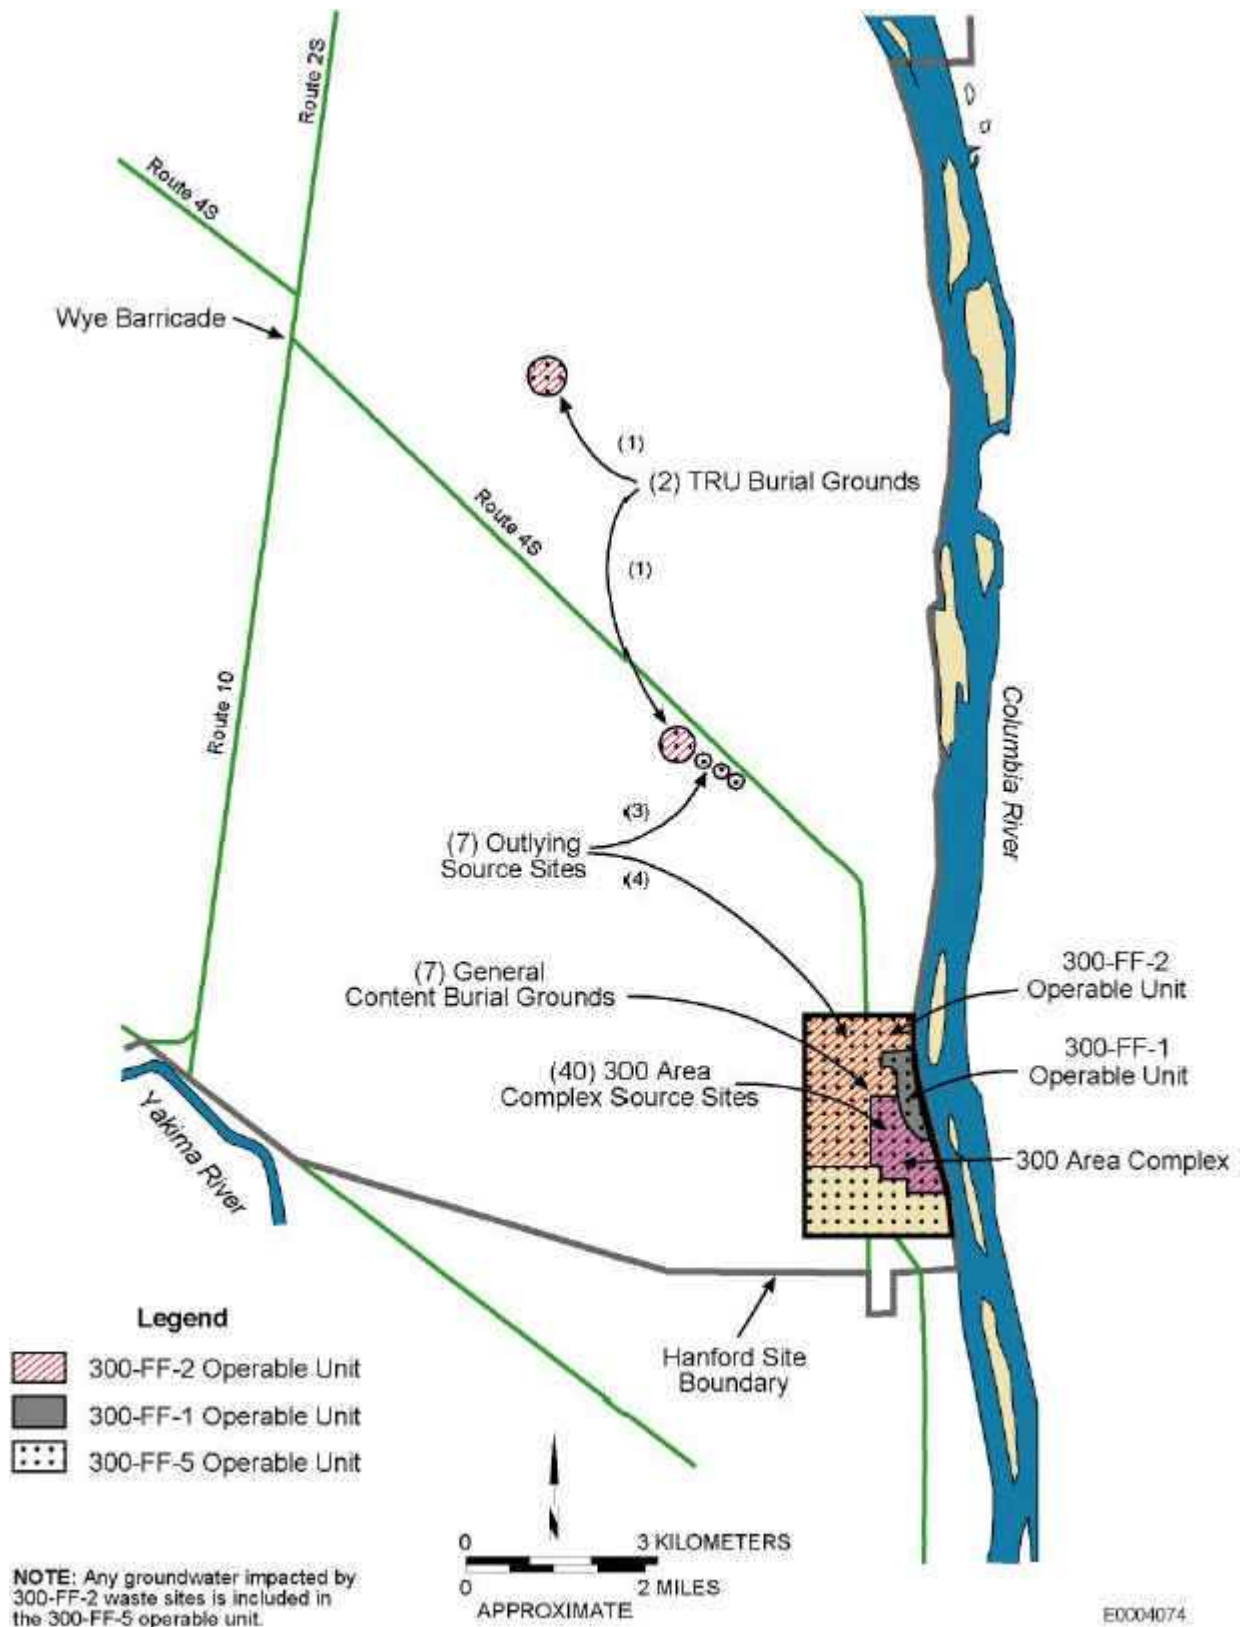 Route 2S
Route 4S
Wye Barricade
(1)
(2) TRU Burial Grounds
Route 4S
(1)
Route 10
Columbia River
(3)
(7) Outlying
Source Sites
(4)
(7) General
Content Burial Grounds
300-FF-2
Operable Unit
300-FF-1
Operable Unit
(40) 300 Area
Complex Source Sites
300 Area Complex
Yakima River
Hanford Site
Boundary
Legend
300-FF-2 Operable Unit
300-FF-1 Operable Unit
300-FF-5 Operable Unit
N
0 3 KILOMETERS
0 2 MILES
APPROXIMATE
NOTE: Any groundwater impacted by
300-FF-2 waste sites is included in
the 300-FF-5 operable unit.
E0004074